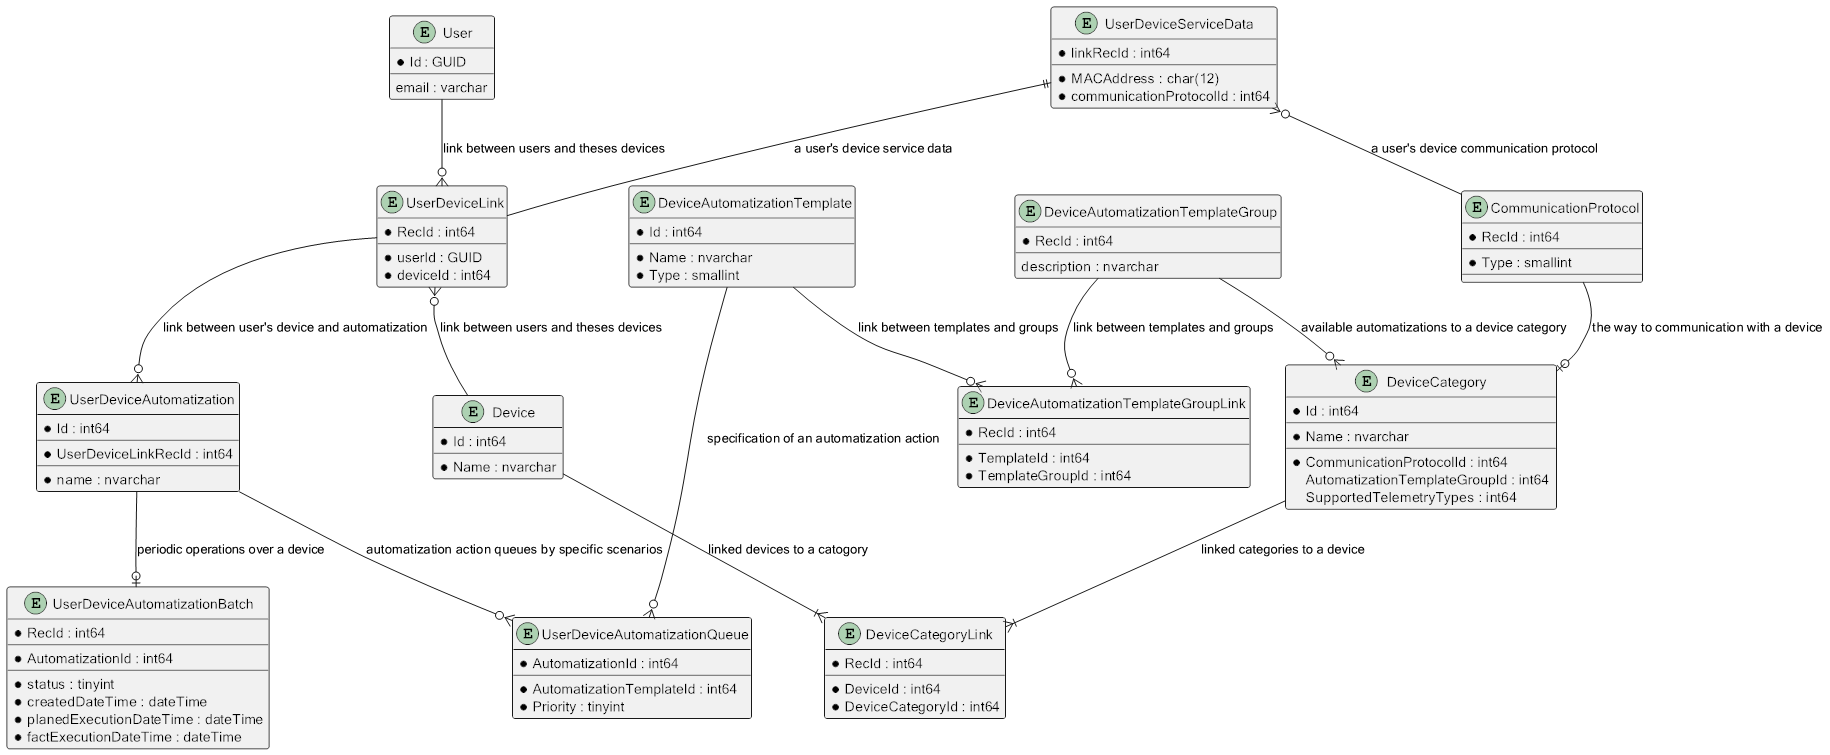 E User
Id : GUID
email : varchar
E UserDeviceServiceData
linkRecId : int64
MACAddress : char(12)
communicationProtocolId : int64
link between users and theses devices
a user's device service data
a user's device communication protocol
E UserDeviceLink
RecId : int64
userId : GUID
deviceId : int64
E DeviceAutomatizationTemplate
Id : int64
Name : nvarchar
Type : smallint
E DeviceAutomatizationTemplateGroup
RecId : int64
description : nvarchar
E CommunicationProtocol
RecId : int64
Type : smallint
link between user's device and automatization
link between users and theses devices
link between templates and groups
link between templates and groups
available automatizations to a device category
the way to communication with a device
E UserDeviceAutomatization
Id : int64
UserDeviceLinkRecId : int64
name : nvarchar
E Device
Id : int64
Name : nvarchar
specification of an automatization action
E DeviceAutomatizationTemplateGroupLink
RecId : int64
TemplateId : int64
TemplateGroupId : int64
E DeviceCategory
Id : int64
Name : nvarchar
CommunicationProtocolId : int64
AutomatizationTemplateGroupId : int64
SupportedTelemetryTypes : int64
periodic operations over a device
automatization action queues by specific scenarios
linked devices to a catogory
linked categories to a device
E UserDeviceAutomatizationBatch
RecId : int64
AutomatizationId : int64
status : tinyint
createdDateTime : dateTime
planedExecutionDateTime : dateTime
factExecutionDateTime : dateTime
E UserDeviceAutomatizationQueue
AutomatizationId : int64
AutomatizationTemplateId : int64
Priority : tinyint
E DeviceCategoryLink
RecId : int64
DeviceId : int64
DeviceCategoryId : int64